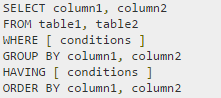 SELECT column1, column2
FROM table1, table2
WHERE [ conditions ]
GROUP BY column1, column2
HAVING [ conditions ]
ORDER BY column1, column2